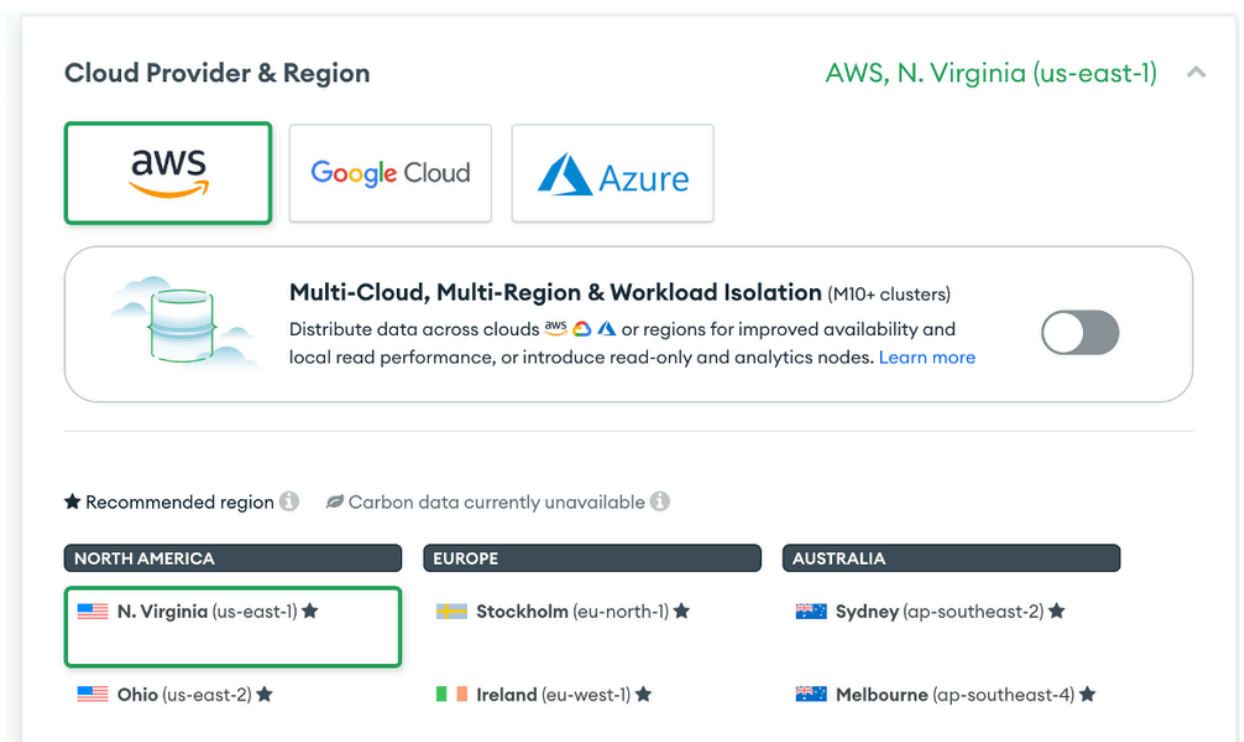 Cloud Provider & Region
AWS, N. Virginia (us-east-1)
aws
Google Cloud
Azure
Multi-Cloud, Multi-Region & Workload Isolation (M10+ clusters)
Distribute data across clouds aws or regions for improved availability and
local read performance, or introduce read-only and analytics nodes. Learn more
★ Recommended region i Carbon data currently unavailable i
NORTH AMERICA
EUROPE
AUSTRALIA
N. Virginia (us-east-1) ★
Stockholm (eu-north-1) ★
Sydney (ap-southeast-2) ★
Ohio (us-east-2) ★
Ireland (eu-west-1) ★
Melbourne (ap-southeast-4) ★